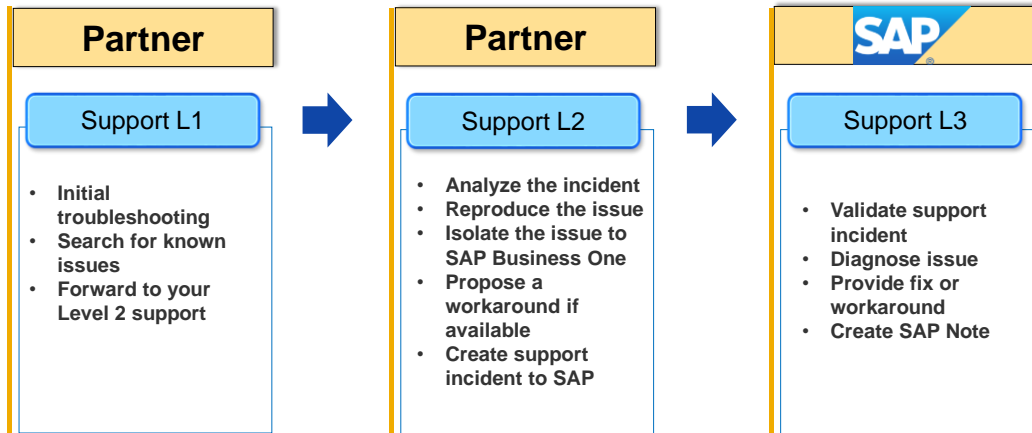 Partner
Support L1
• Initial
troubleshooting
• Search for known
issues
• Forward to your
Level 2 support
Partner
Support L2
• Analyze the incident
• Reproduce the issue
• Isolate the issue to
SAP Business One
• Propose a
workaround if
available
• Create support
incident to SAP
SAP®
Support L3
• Validate support
incident
• Diagnose issue
• Provide fix or
workaround
• Create SAP Note